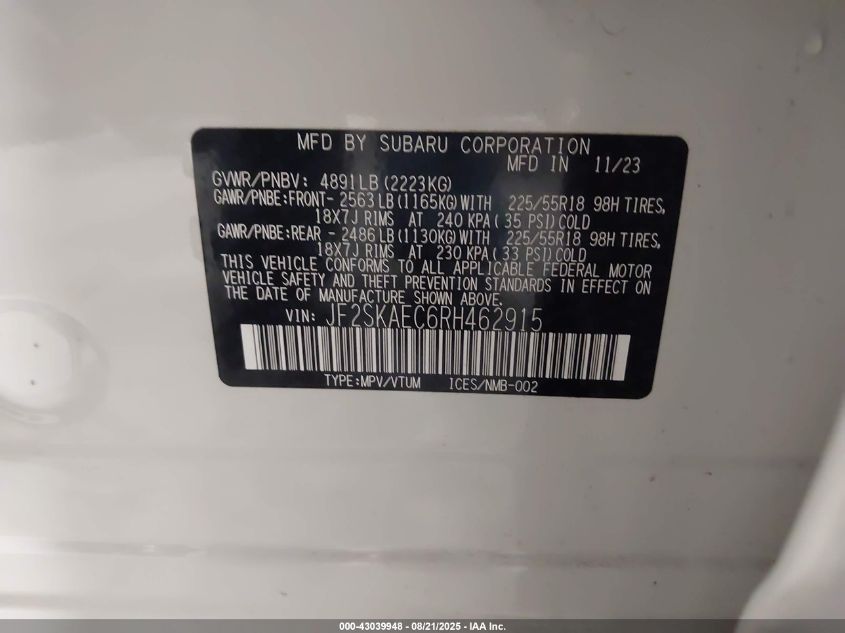 MFD BY SUBARU CORPORATION
MFD IN 11/23
GVWR/PNBV: 4891LB(2223KG)
GAWR/PNBE:FRONT- 2563LB(1165KG)WITH 225/55R18 98H TIRES,
18X7J RIMS AT 240 KPA( 35 PSI)COLD
GAWR/PNBE:REAR - 2486LB(1130KG)WITH 225/55R18 98H TIRES,
18X7J RIMS AT 230 KPA( 33 PSI)COLD
THIS VEHICLE CONFORMS TO ALL APPLICABLE FEDERAL MOTOR
VEHICLE SAFETY AND THEFT PREVENTION STANDARDS IN EFFECT ON
THE DATE OF MANUFACTURE SHOWN ABOVE.
VIN: JF2SKAEC6RH462915
TYPE:MPV/VTUM ICES/NMB-002
000-43039948 - 08/21/2025 - IAA Inc.